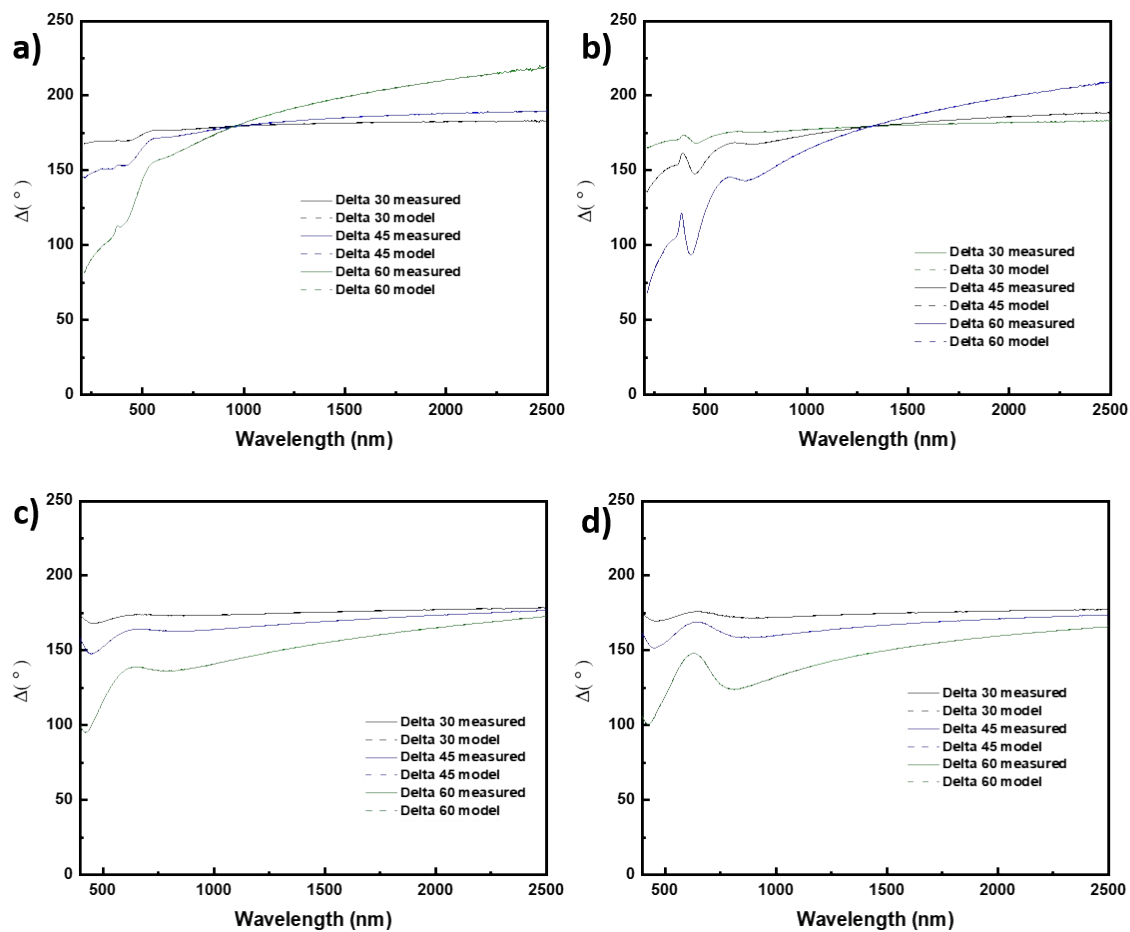 a)
250
200
150
100
50
0
Δ( ° )
Delta 30 measured
Delta 30 model
Delta 45 measured
Delta 45 model
Delta 60 measured
Delta 60 model
500
1000
1500
2000
2500
Wavelength (nm)
b)
250
200
150
100
50
0
Δ( ° )
Delta 30 measured
Delta 30 model
Delta 45 measured
Delta 45 model
Delta 60 measured
Delta 60 model
500
1000
1500
2000
2500
Wavelength (nm)
c)
250
200
150
100
50
0
Δ( ° )
Delta 30 measured
Delta 30 model
Delta 45 measured
Delta 45 model
Delta 60 measured
Delta 60 model
500
1000
1500
2000
2500
Wavelength (nm)
d)
250
200
150
100
50
0
Δ( ° )
Delta 30 measured
Delta 30 model
Delta 45 measured
Delta 45 model
Delta 60 measured
Delta 60 model
500
1000
1500
2000
2500
Wavelength (nm)